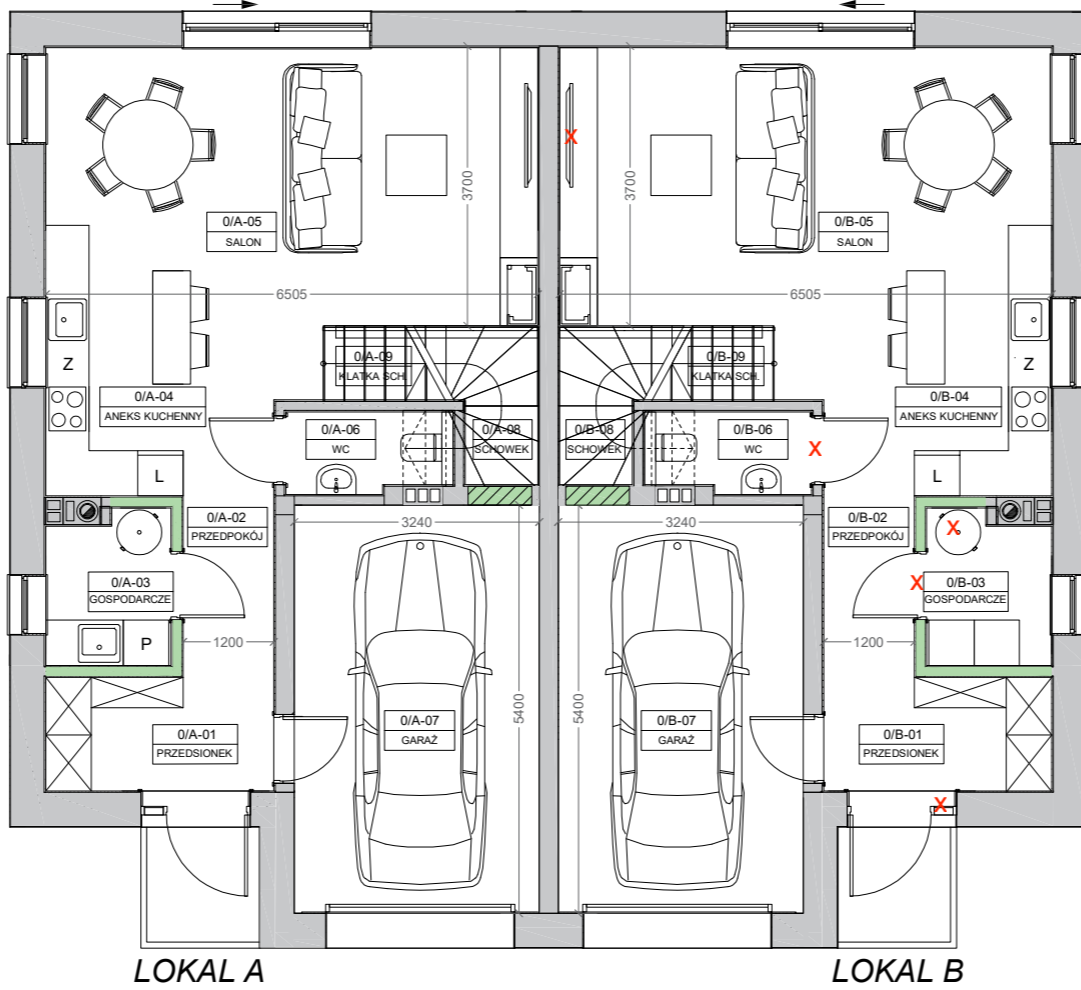 0/A-05
SALON
3700
6505
Z
0/A-09
KLATKA SCH.
0/A-04
ANEKS KUCHENNY
0/A-06
WC
0/A-08
SCHOWEK
L
0/A-02
PRZEDPOKÓJ
3240
0/A-03
GOSPODARCZE
P
1200
5400
0/A-07
GARAŻ
0/A-01
PRZEDSIONEK
LOKAL A
X
3700
0/B-05
SALON
6505
Z
0/B-09
KLATKA SCH.
0/B-04
ANEKS KUCHENNY
0/B-08
SCHOWEK
0/B-06
WC
X
L
3240
0/B-02
PRZEDPOKÓJ
X
X
0/B-03
GOSPODARCZE
1200
5400
0/B-07
GARAŻ
0/B-01
PRZEDSIONEK
X
LOKAL B